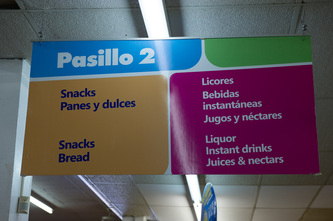 Pasillo 2
Snacks
Panes y dulces
Snacks
Bread
Licores
Bebidas
instantáneas
Jugos y néctares
Liquor
Instant drinks
Juices & nectars